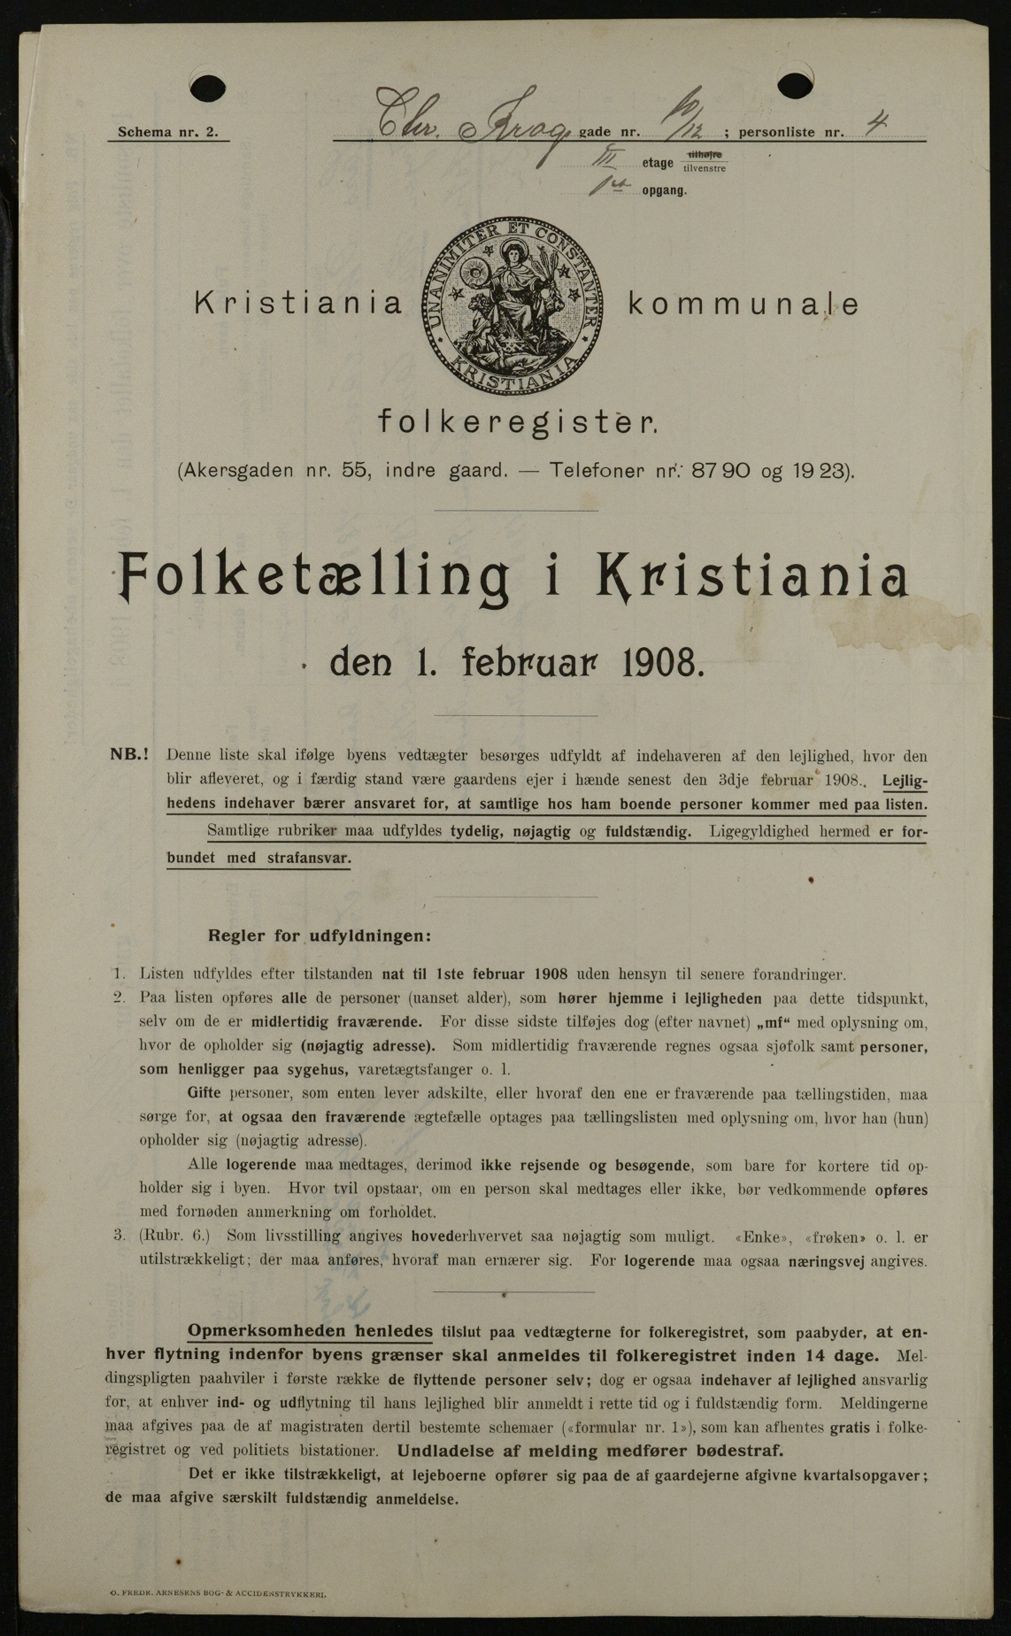 Schema nr. 2.
Chr. Krog gade nr. 10/12 ; personliste nr. 4
III etage tilhøjre
tilvenstre
1st opgang.
UNANIMITER ET CONSTANTER
KRISTIANIA
Kristiania kommunale
folkeregister.
(Akersgaden nr. 55, indre gaard. — Telefoner nr. 8790 og 1923).
Folketælling i Kristiania
den 1. februar 1908.
NB.! Denne liste skal ifølge byens vedtægter besørges udfyldt af indehaveren af den lejlighed, hvor den
blir afleveret, og i færdig stand være gaardens ejer i hænde senest den 3dje februar 1908. Lejlig-
hedens indehaver bærer ansvaret for, at samtlige hos ham boende personer kommer med paa listen.
Samtlige rubriker maa udfyldes tydelig, nøjagtig og fuldstændig. Ligegyldighed hermed er for-
bundet med strafansvar.
Regler for udfyldningen:
1. Listen udfyldes efter tilstanden nat til 1ste februar 1908 uden hensyn til senere forandringer.
2. Paa listen opføres alle de personer (uanset alder), som hører hjemme i lejligheden paa dette tidspunkt,
selv om de er midlertidig fraværende. For disse sidste tilføjes dog (efter navnet) „mf“ med oplysning om,
hvor de opholder sig (nøjagtig adresse). Som midlertidig fraværende regnes ogsaa sjøfolk samt personer,
som henligger paa sygehus, varetægtsfanger o. l.
Gifte personer, som enten lever adskilte, eller hvoraf den ene er fraværende paa tællingstiden, maa
sørge for, at ogsaa den fraværende ægtefælle optages paa tællingslisten med oplysning om, hvor han (hun)
opholder sig (nøjagtig adresse).
Alle logerende maa medtages, derimod ikke rejsende og besøgende, som bare for kortere tid op-
holder sig i byen. Hvor tvil opstaar, om en person skal medtages eller ikke, bør vedkommende opføres
med fornøden anmerkning om forholdet.
3. (Rubr. 6.) Som livsstilling angives hovederhvervet saa nøjagtig som muligt. «Enke», «frøken» o. l. er
utilstrækkeligt; der maa anføres, hvoraf man ernærer sig. For logerende maa ogsaa næringsvej angives.
Opmerksomheden henledes tilslut paa vedtægterne for folkeregistret, som paabyder, at en-
hver flytning indenfor byens grænser skal anmeldes til folkeregistret inden 14 dage. Mel-
dingspligten paahviler i første række de flyttende personer selv; dog er ogsaa indehaver af lejlighed ansvarlig
for, at enhver ind- og udflytning til hans lejlighed blir anmeldt i rette tid og i fuldstændig form. Meldingerne
maa afgives paa de af magistraten dertil bestemte schemaer («formular nr. 1»), som kan afhentes gratis i folke-
registret og ved politiets bistationer. Undladelse af melding medfører bødestraf.
Det er ikke tilstrækkeligt, at lejeboerne opfører sig paa de af gaardejerne afgivne kvartalsopgaver;
de maa afgive særskilt fuldstændig anmeldelse.
O. FREDR. ARNESENS BOG- & ACCIDENSTRYKKERI.